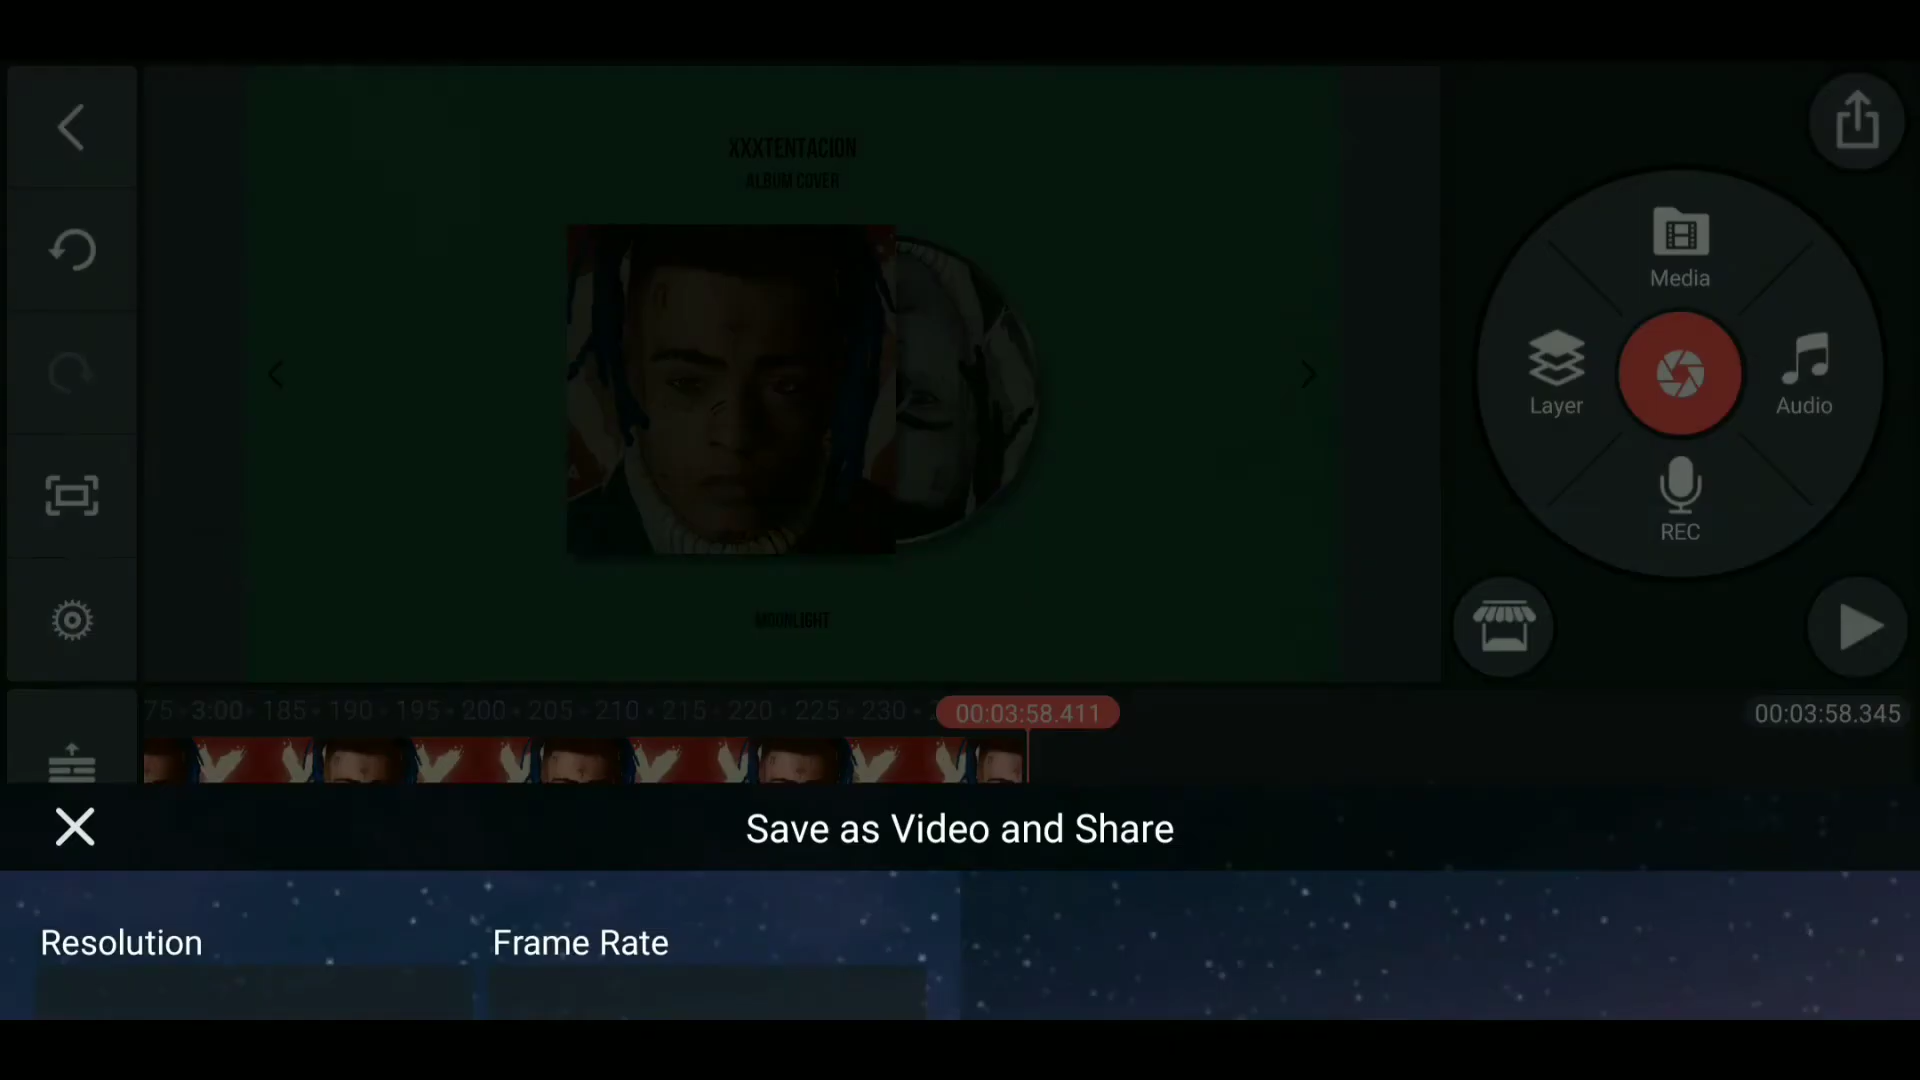 XXXTENTACION
ALBUM COVER
Media
Layer
Audio
REC
MOONLIGHT
75 3:00 185 190 195 200 205 210 215 220 225 230
00:03:58.411
00:03:58.345
Save as Video and Share
Resolution
Frame Rate